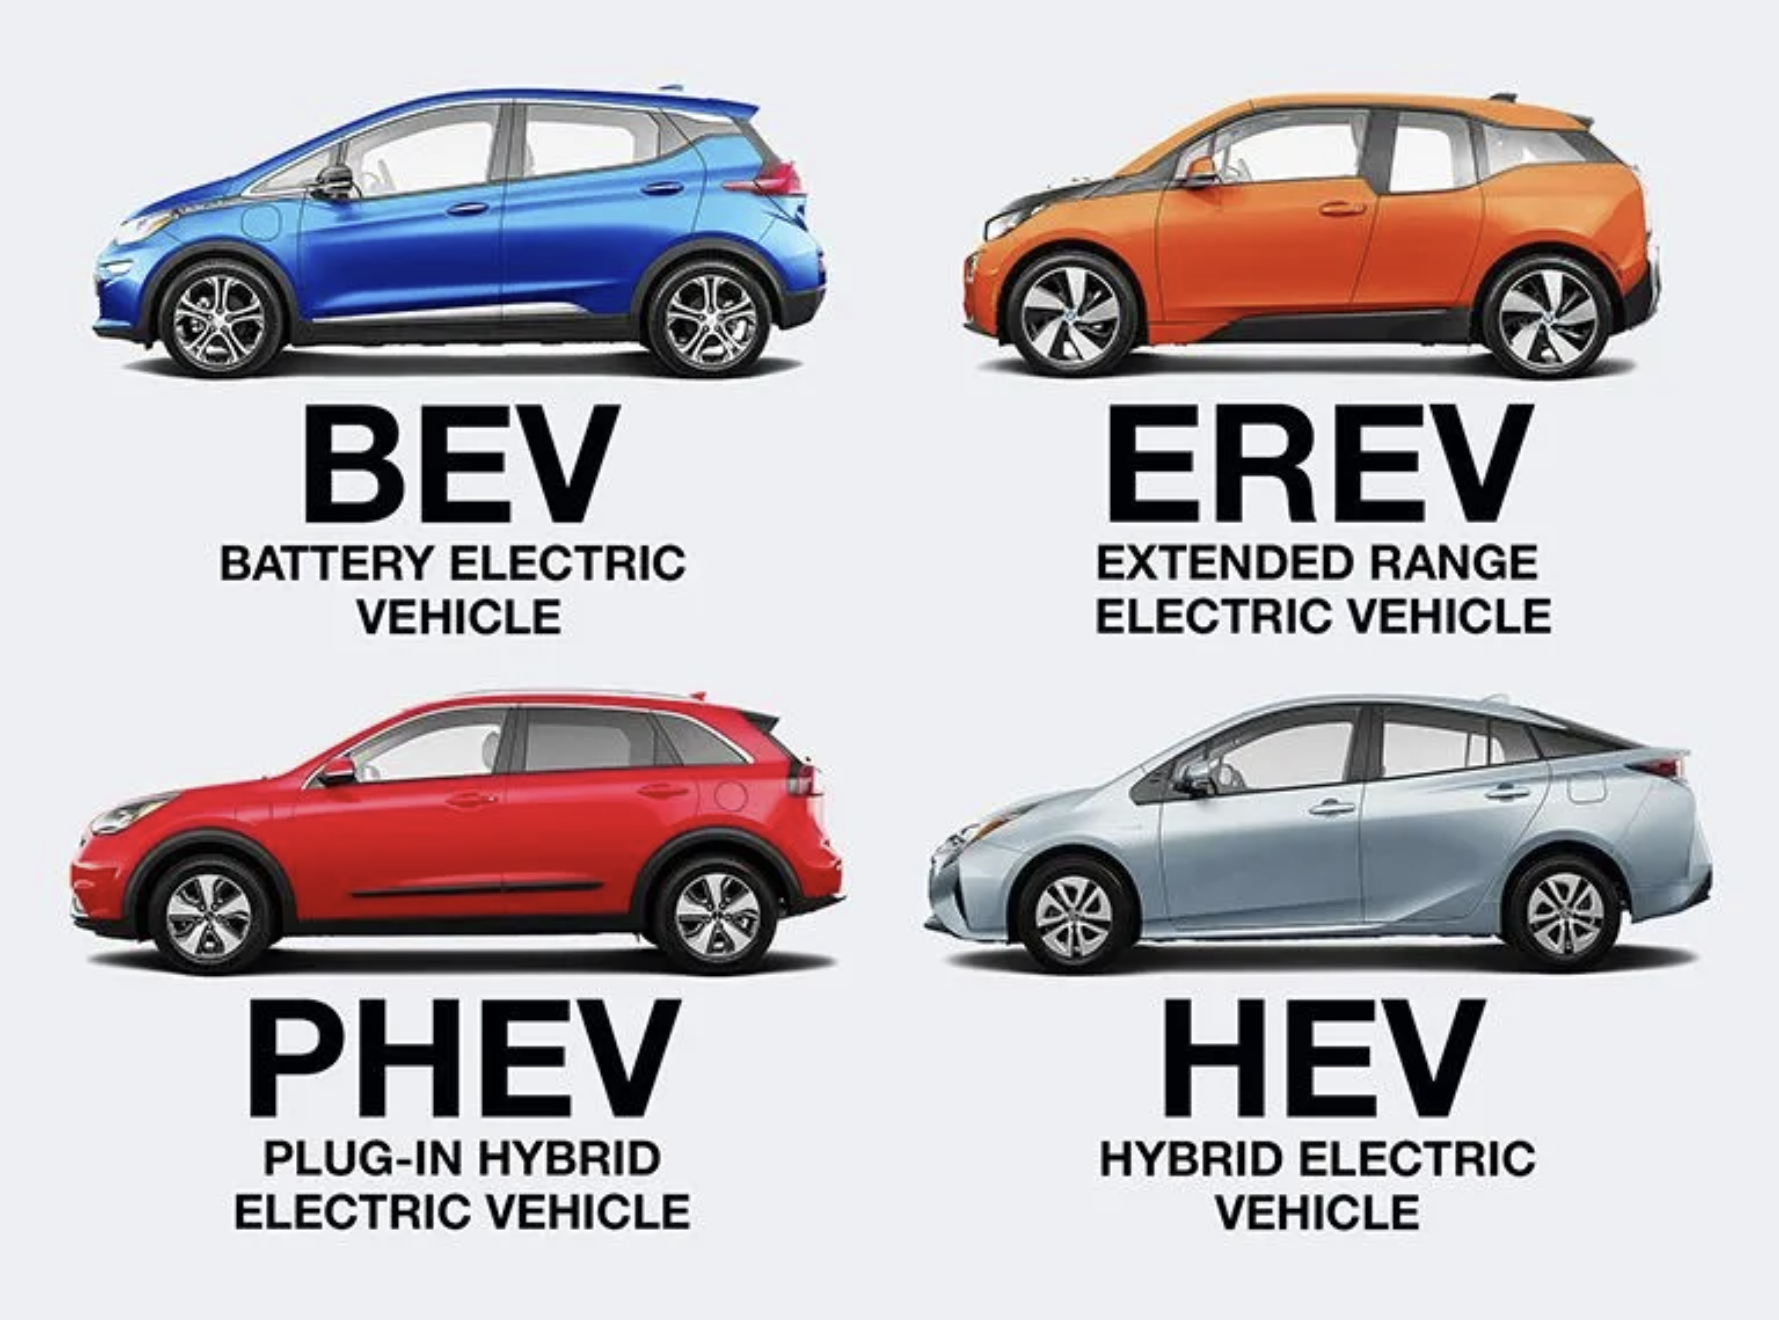 BEV
BATTERY ELECTRIC
VEHICLE
EREV
EXTENDED RANGE
ELECTRIC VEHICLE
PHEV
PLUG-IN HYBRID
ELECTRIC VEHICLE
HEV
HYBRID ELECTRIC
VEHICLE